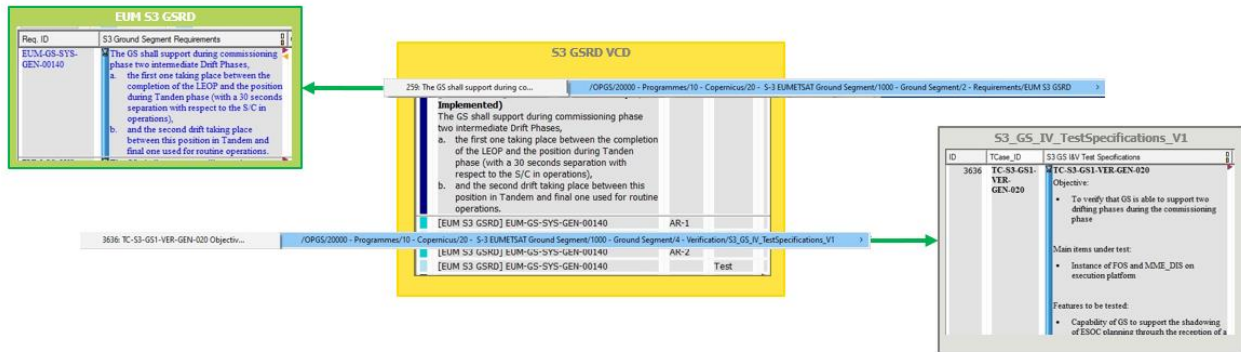 EUM S3 GSRD
Req. ID
S3 Ground Segment Requirements
EUM-GS-SYS-
GEN-00140
The GS shall support during commissioning
phase two intermediate Drift Phases,
a. the first one taking place between the
completion of the LEOP and the position
during Tanden phase (with a 30 seconds
separation with respect to the S/C in
operations),
b. and the second drift taking place
between this position in Tandem and
final one used for routine operations.
S3 GSRD VCD
259: The GS shall support during co...
/OPGS/20000 - Programmes/10 - Copernicus/20 - S-3 EUMETSAT Ground Segment/1000 - Ground Segment/2 - Requirements/EUM S3 GSRD
Implemented)
The GS shall support during commissioning phase
two intermediate Drift Phases,
a. the first one taking place between the completion
of the LEOP and the position during Tanden
phase (with a 30 seconds separation with
respect to the S/C in operations),
b. and the second drift taking place between this
position in Tandem and final one used for routine
operations.
[EUM S3 GSRD] EUM-GS-SYS-GEN-00140
AR-1
3636: TC-S3-GS1-VER-GEN-020 Objectiv...
/OPGS/20000 - Programmes/10 - Copernicus/20 - S-3 EUMETSAT Ground Segment/1000 - Ground Segment/4 - Verification/S3_GS_IV_TestSpecifications_V1
[EUM S3 GSRD] EUM-GS-SYS-GEN-00140
AR-2
[EUM S3 GSRD] EUM-GS-SYS-GEN-00140
Test
S3_GS_IV_TestSpecifications_V1
ID
TCase_ID
S3 GS I&V Test Specifications
3636
TC-S3-GS1-
VER-
GEN-020
TC-S3-GS1-VER-GEN-020
Objective:
• To verify that GS is able to support two
drifting phases during the commissioning
phase
Main items under test:
• Instance of FOS and MME_DIS on
execution platform
Features to be tested:
• Capability of GS to support the shadowing
of ESOC planning through the reception of a